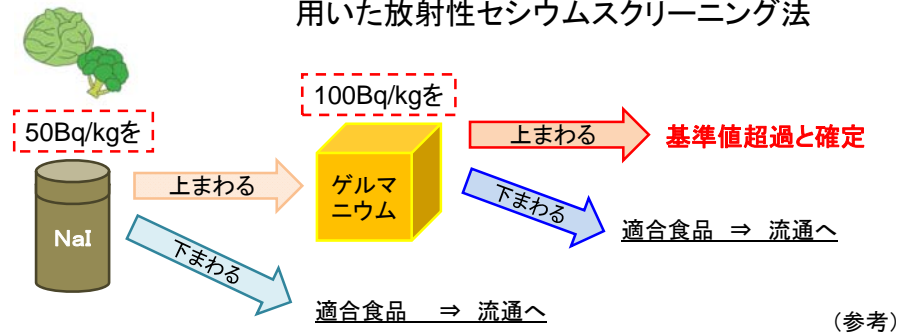 用いた放射性セシウムスクリーニング法
100Bq/kgを
50Bq/kgを
上まわる
基準値超過と確定
上まわる
ゲルマ
ニウム
下まわる
NaI
適合食品 ⇒ 流通へ
下まわる
適合食品 ⇒ 流通へ
(参考)